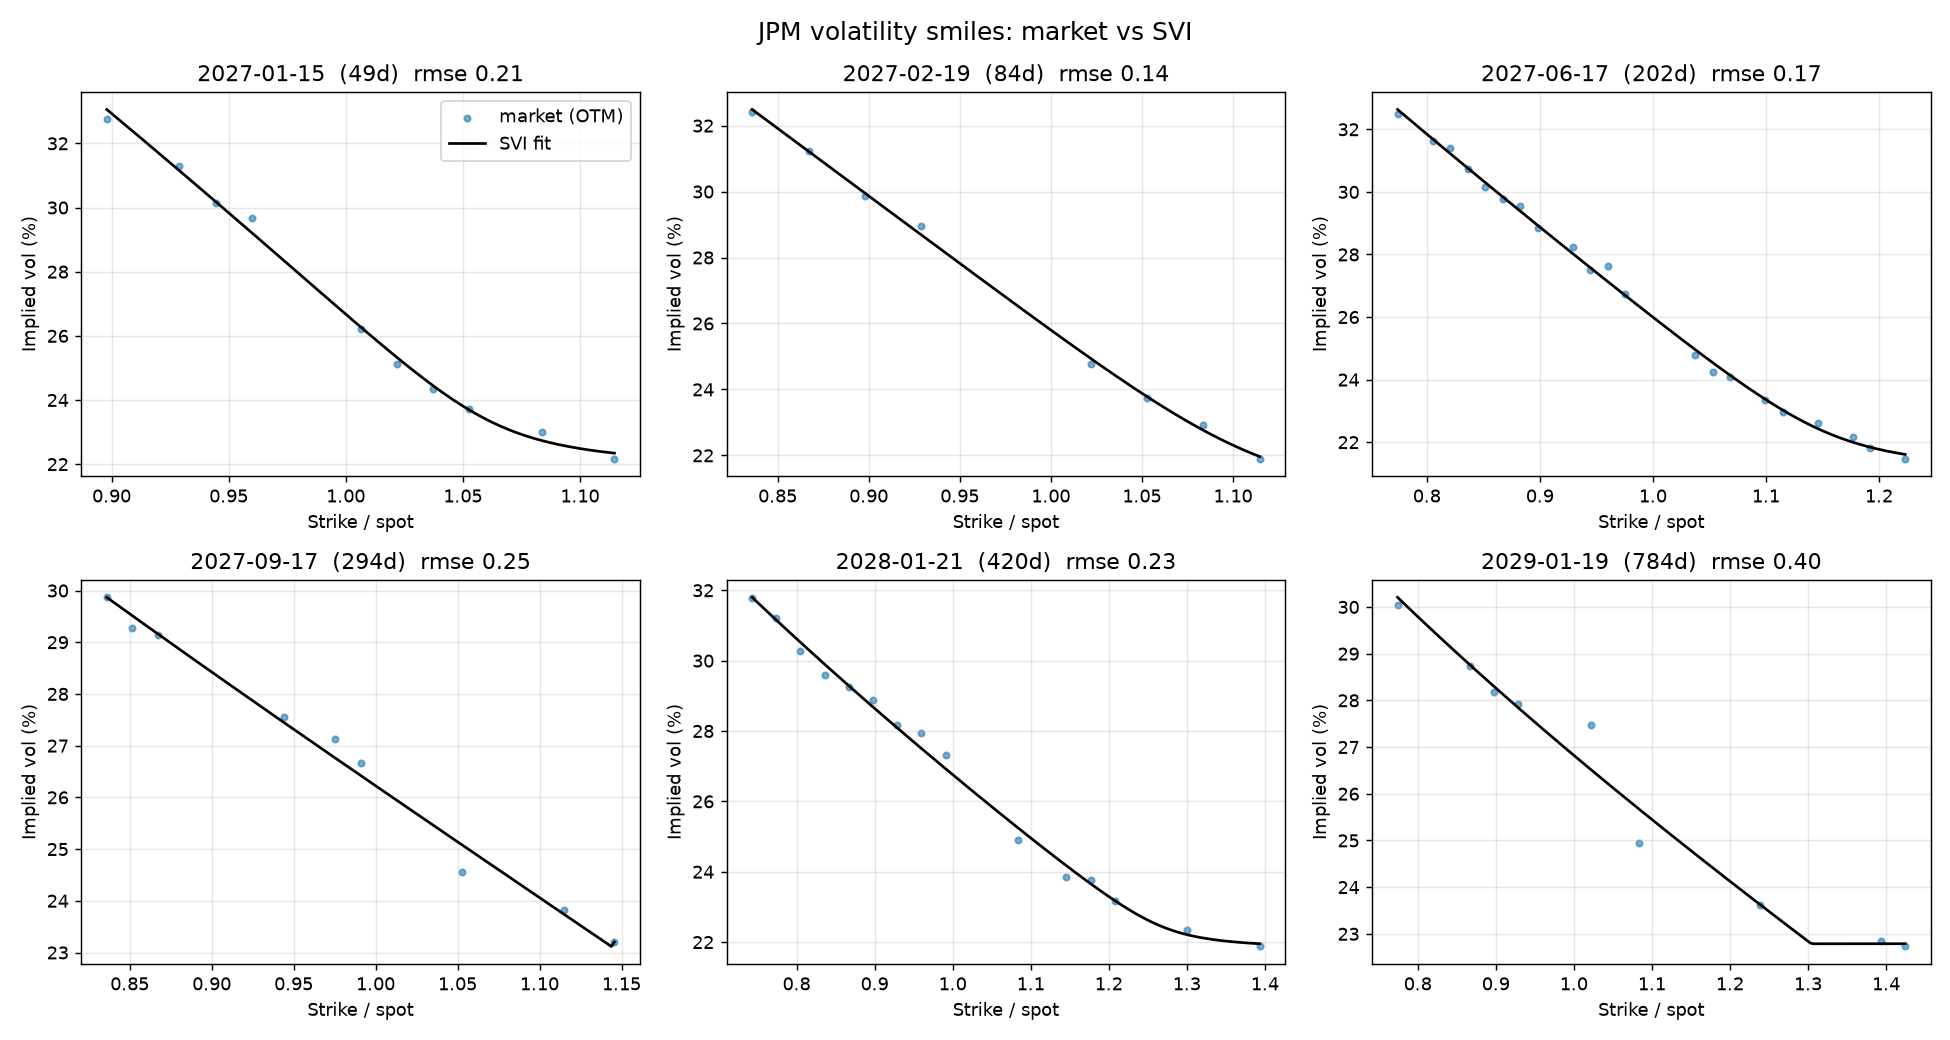 JPM volatility smiles: market vs SVI
2027-01-15  (49d)  rmse 0.21
market (OTM)
SVI fit
Implied vol (%)
32
30
28
26
24
22
0.90 0.95 1.00 1.05 1.10
Strike / spot
2027-02-19  (84d)  rmse 0.14
Implied vol (%)
32
30
28
26
24
22
0.85 0.90 0.95 1.00 1.05 1.10
Strike / spot
2027-06-17  (202d)  rmse 0.17
Implied vol (%)
32
30
28
26
24
22
0.8 0.9 1.0 1.1 1.2
Strike / spot
2027-09-17  (294d)  rmse 0.25
Implied vol (%)
30
29
28
27
26
25
24
23
0.85 0.90 0.95 1.00 1.05 1.10 1.15
Strike / spot
2028-01-21  (420d)  rmse 0.23
Implied vol (%)
32
30
28
26
24
22
0.8 0.9 1.0 1.1 1.2 1.3 1.4
Strike / spot
2029-01-19  (784d)  rmse 0.40
Implied vol (%)
30
29
28
27
26
25
24
23
0.8 0.9 1.0 1.1 1.2 1.3 1.4
Strike / spot